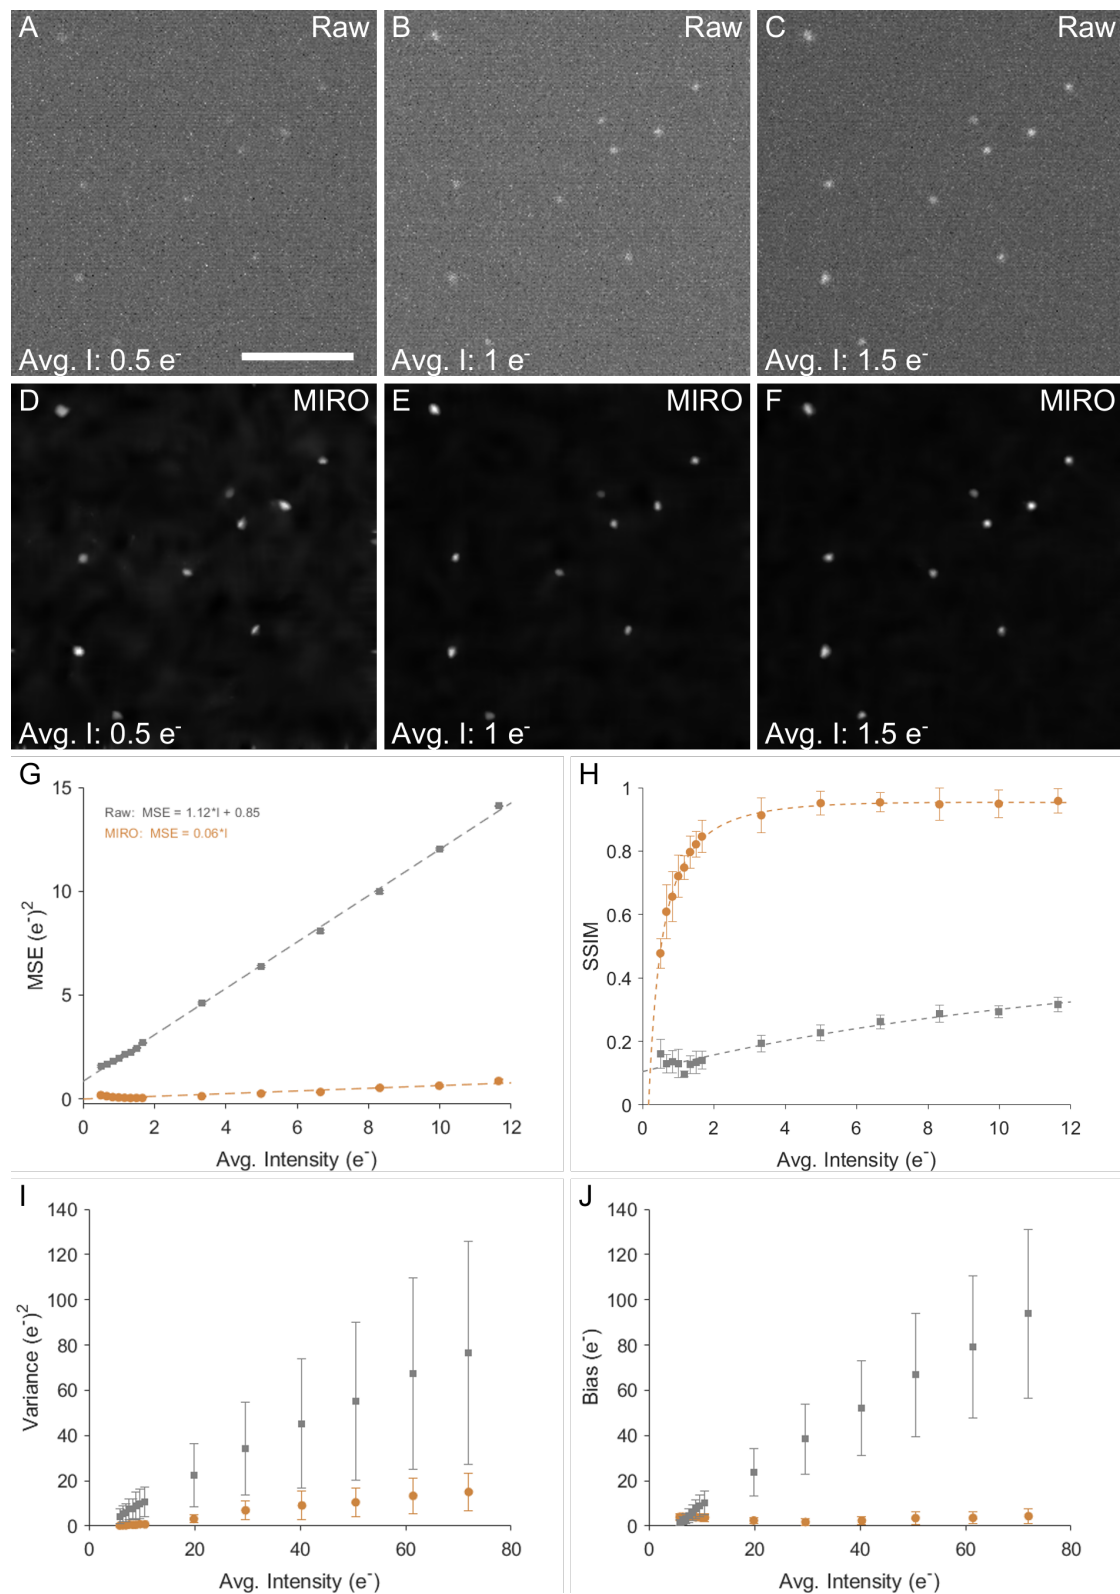 A Raw
B Raw
C Raw
Avg. I: 0.5 e⁻
Avg. I: 1 e⁻
Avg. I: 1.5 e⁻
D MIRO
E MIRO
F MIRO
Avg. I: 0.5 e⁻
Avg. I: 1 e⁻
Avg. I: 1.5 e⁻
G
15
10
5
0
MSE (e⁻)²
Raw: MSE = 1.12*I + 0.85
MIRO: MSE = 0.06*I
0 2 4 6 8 10 12
Avg. Intensity (e⁻)
H
1
0.8
0.6
0.4
0.2
0
SSIM
0 2 4 6 8 10 12
Avg. Intensity (e⁻)
I
140
120
100
80
60
40
20
0
Variance (e⁻)²
0 20 40 60 80
Avg. Intensity (e⁻)
J
140
120
100
80
60
40
20
0
Bias (e⁻)
0 20 40 60 80
Avg. Intensity (e⁻)